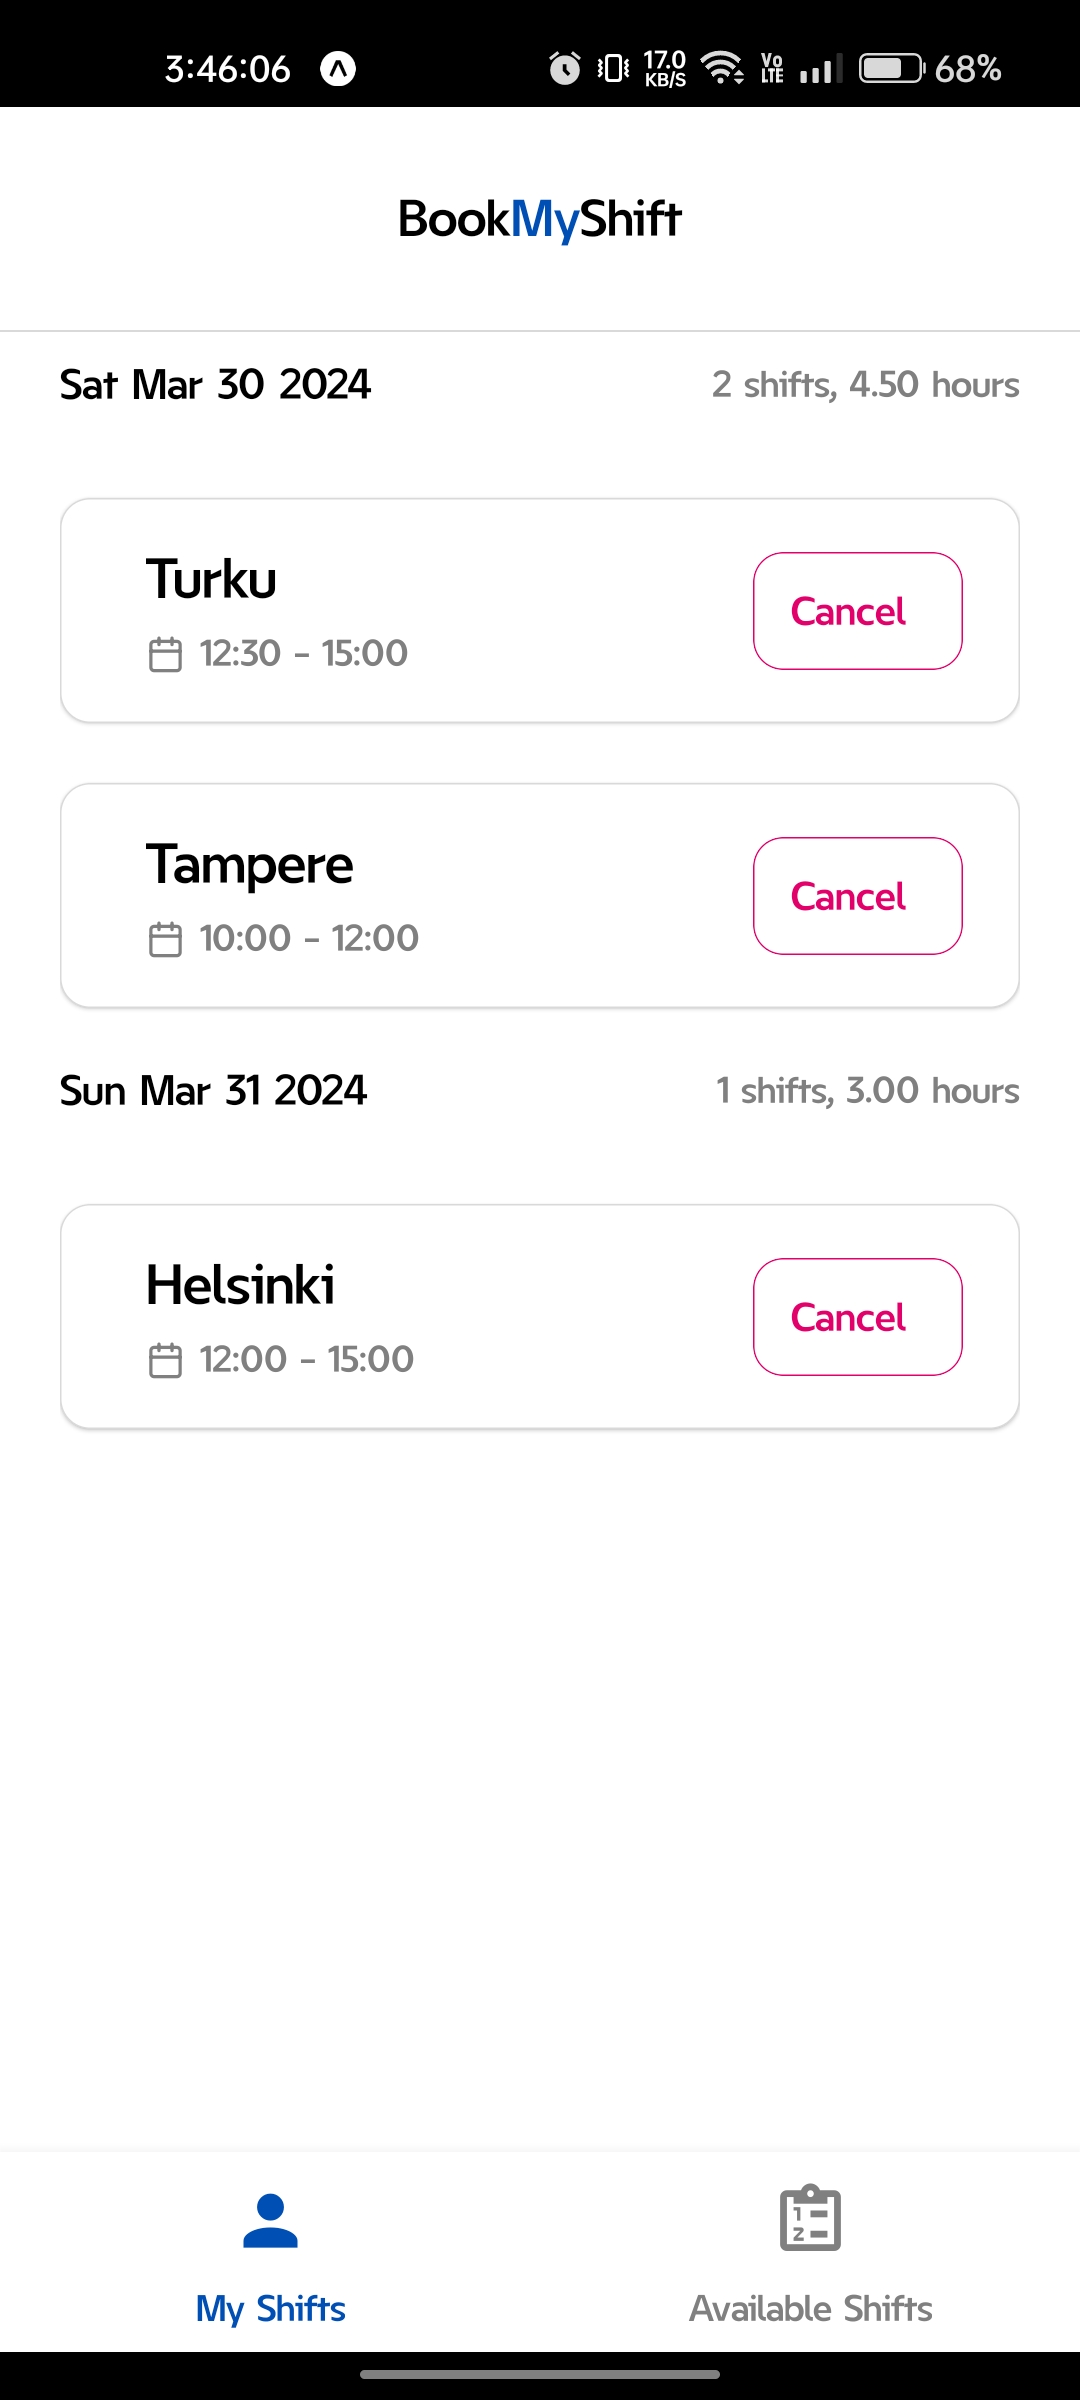 3:46:06 17.0 KB/S Vo LTE 68%
BookMyShift
Sat Mar 30 2024 2 shifts, 4.50 hours
Turku
12:30 - 15:00
Cancel
Tampere
10:00 - 12:00
Cancel
Sun Mar 31 2024 1 shifts, 3.00 hours
Helsinki
12:00 - 15:00
Cancel
My Shifts Available Shifts